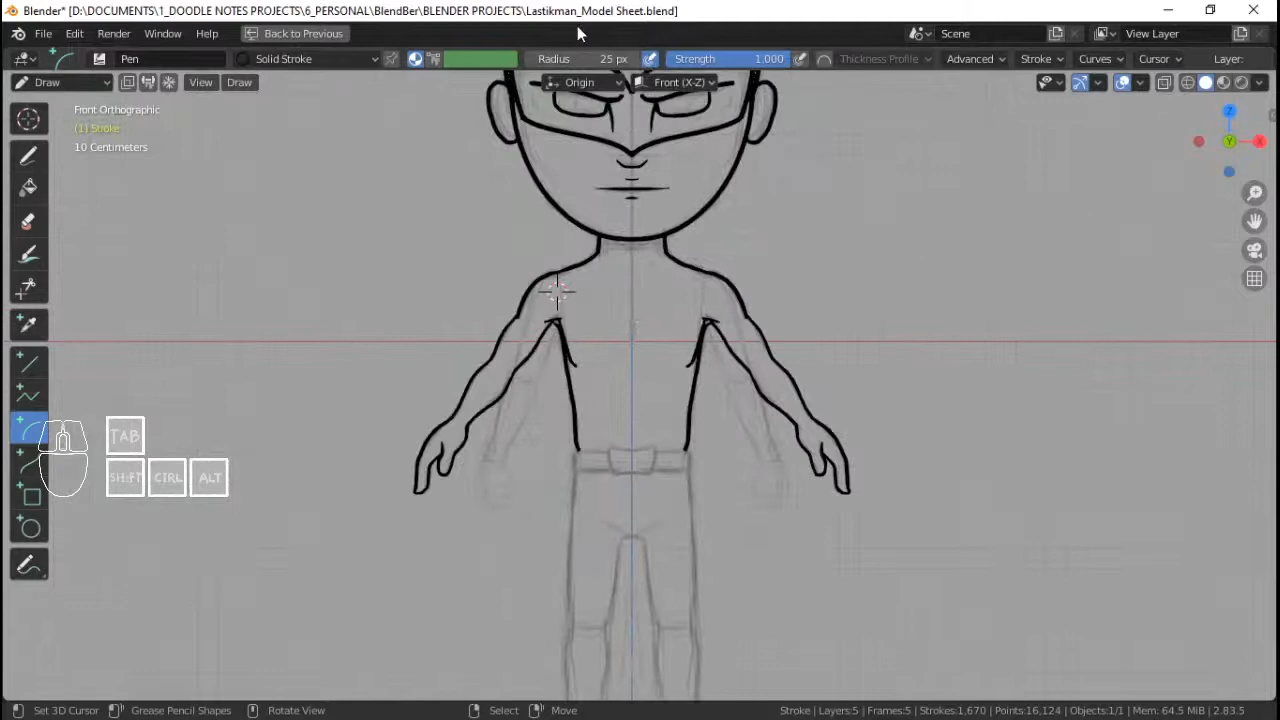 Blender* [D:\DOCUMENTS\1_DOODLE NOTES PROJECTS\6_PERSONAL\BlendBer\BLENDER PROJECTS\Lastikman_Model Sheet.blend]
File Edit Render Window Help Back to Previous Scene View Layer
Pen Solid Stroke Radius 25 px Strength 1.000 Thickness Profile Advanced Stroke Curves Cursor Layer:
Draw View Draw Origin Front (X-Z)
Front Orthographic
(1) Stroke
10 Centimeters
Z
Y X
TAB
SHIFT CTRL ALT
Set 3D Cursor Grease Pencil Shapes Rotate View Select Move Stroke | Layers:5 | Frames:5 | Strokes:1,670 | Points:16,124 | Objects:1/1 | Mem: 64.5 MiB | 2.83.5